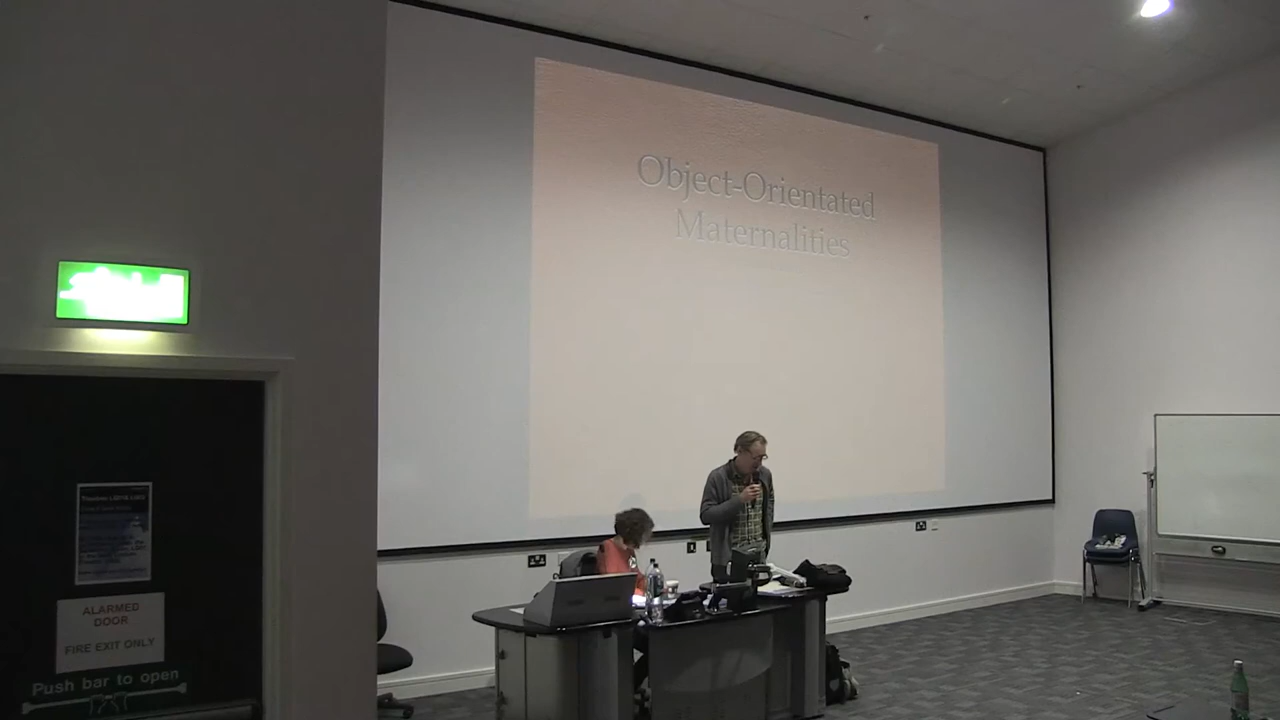 Object-Orientated
Maternalities
ALARMED
DOOR
FIRE EXIT ONLY
Push bar to open